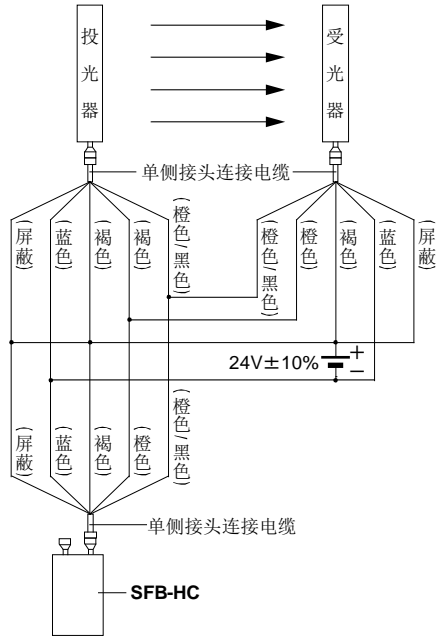 投光器
受光器
单侧接头连接电缆
(屏蔽)
(蓝色)
(褐色)
(褐色)
(橙色/黑色)
(橙色/黑色)
(橙色)
(褐色)
(蓝色)
(屏蔽)
24V±10%
+
−
(屏蔽)
(蓝色)
(褐色)
(橙色)
(橙色/黑色)
单侧接头连接电缆
SFB-HC